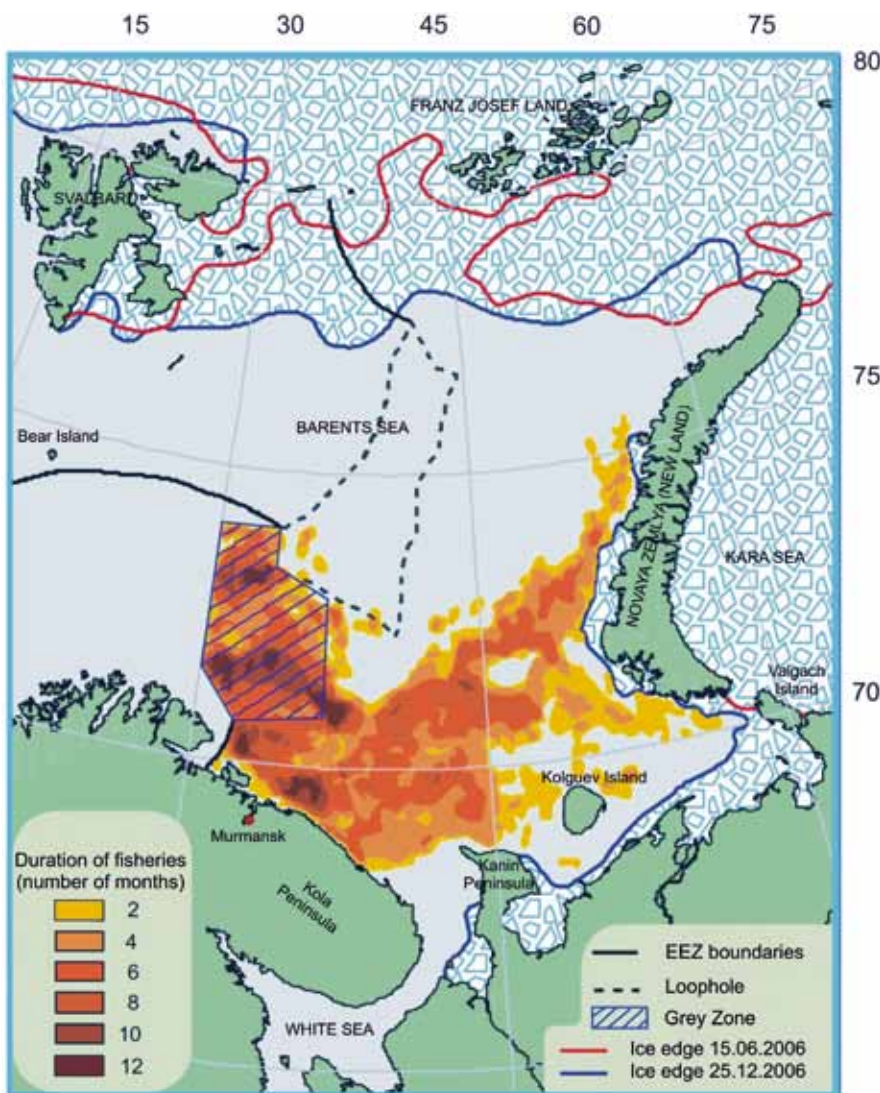 15 30 45 60 75
80
FRANZ JOSEF LAND
SVALBARD
75
BARENTS SEA
Bear Island
NOVAYA ZEMLYA (NEW LAND)
KARA SEA
Vaigach
Island
70
Kolguev Island
Murmansk
Kanin
Peninsula
Kola
Peninsula
WHITE SEA
Duration of fisheries
(number of months)
2
4
6
8
10
12
EEZ boundaries
Loophole
Grey Zone
Ice edge 15.06.2006
Ice edge 25.12.2006